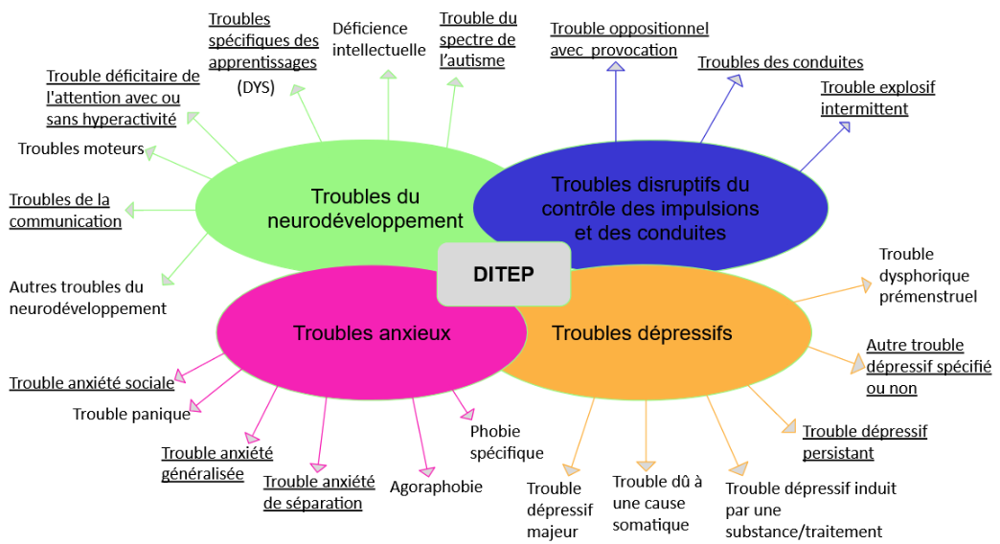 Troubles
spécifiques des
apprentissages
(DYS)
Déficience
intellectuelle
Trouble du
spectre de
l’autisme
Trouble oppositionnel
avec  provocation
Troubles des conduites
Trouble explosif
intermittent
Trouble déficitaire de
l'attention avec ou
sans hyperactivité
Troubles moteurs
Troubles de la
communication
Autres troubles du
neurodéveloppement
Troubles du
neurodéveloppement
Troubles disruptifs du
contrôle des impulsions
et des conduites
DITEP
Troubles anxieux
Troubles dépressifs
Trouble
dysphorique
prémenstruel
Autre trouble
dépressif spécifié
ou non
Trouble dépressif
persistant
Trouble anxiété sociale
Trouble panique
Trouble anxiété
généralisée
Trouble anxiété
de séparation
Agoraphobie
Phobie
spécifique
Trouble
dépressif
majeur
Trouble dû à
une cause
somatique
Trouble dépressif induit
par une
substance/traitement